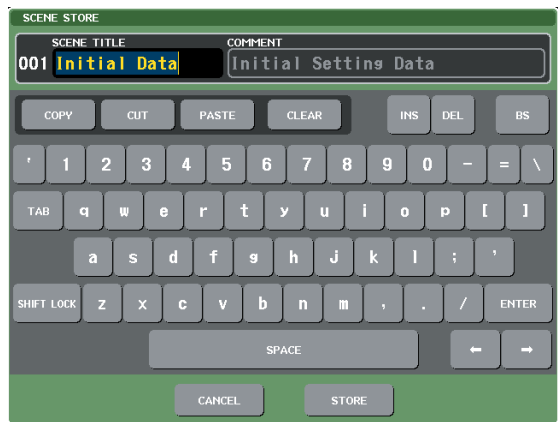 SCENE STORE
SCENE TITLE COMMENT
001 Initial Data Initial Setting Data
COPY CUT PASTE CLEAR INS DEL BS
' 1 2 3 4 5 6 7 8 9 0 - = \
TAB q w e r t y u i o p [ ]
a s d f g h j k l ; '
SHIFT LOCK z x c v b n m , . / ENTER
SPACE ← →
CANCEL STORE